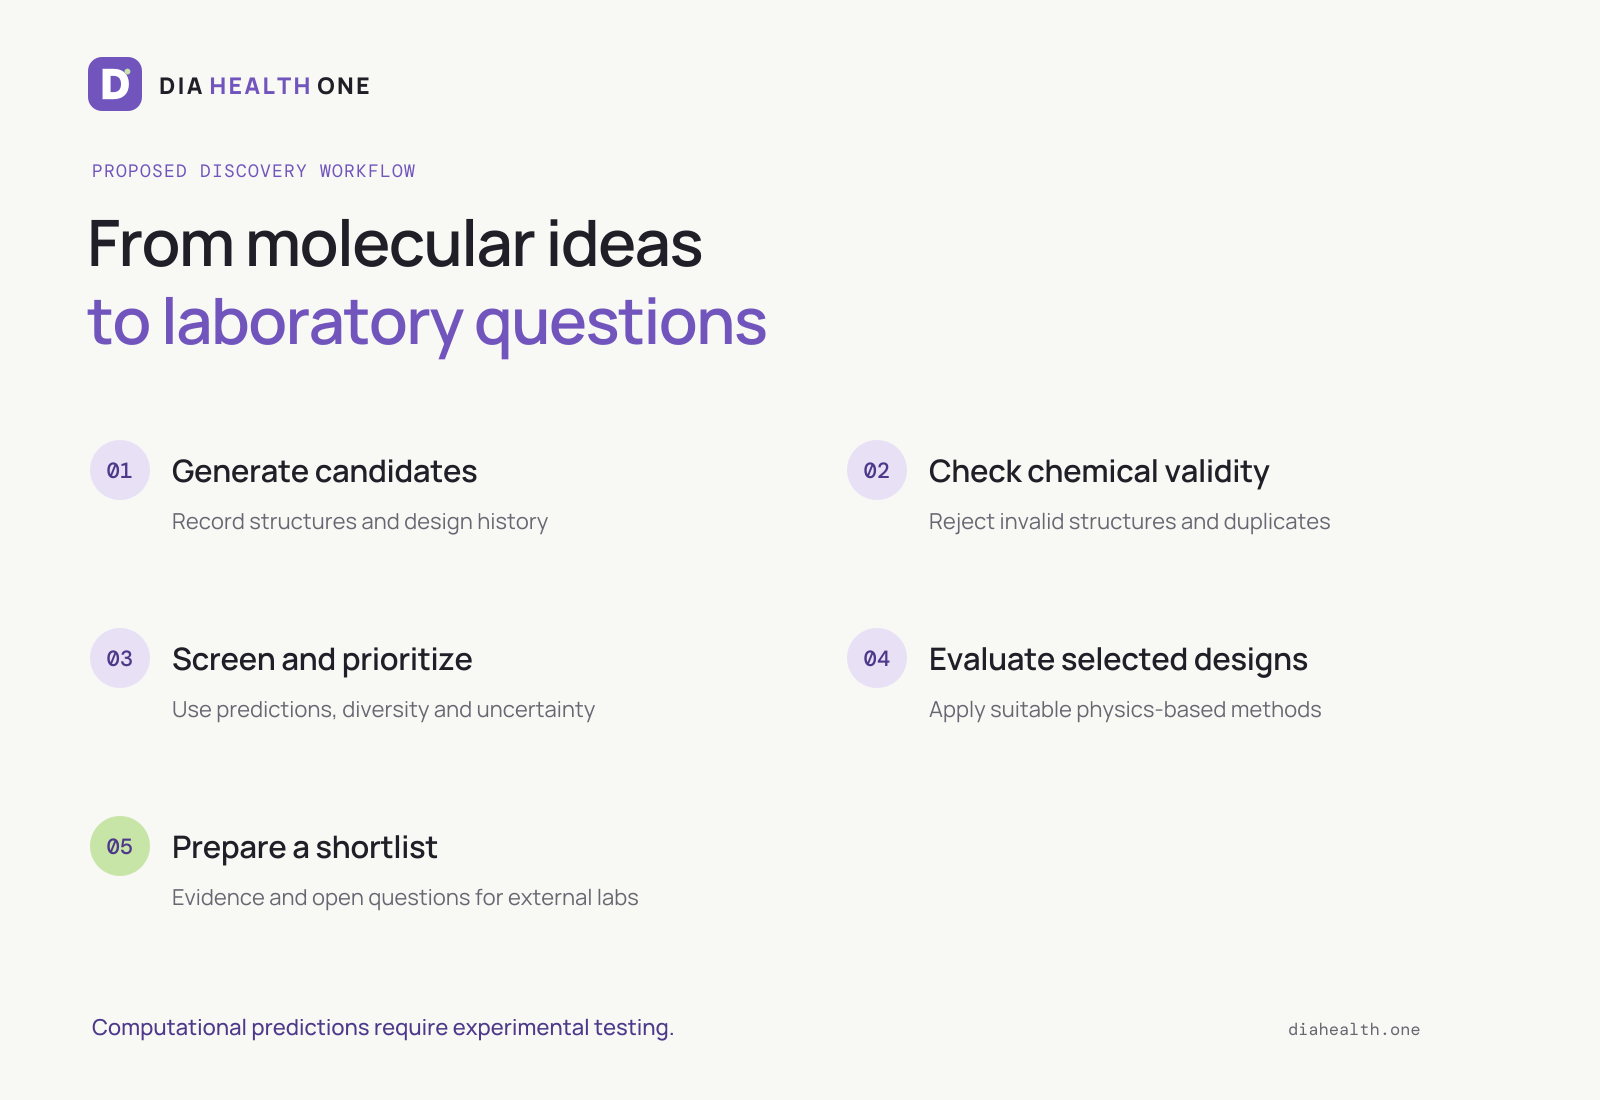 D
DIA HEALTH ONE
PROPOSED DISCOVERY WORKFLOW
From molecular ideas
to laboratory questions
01
Generate candidates
Record structures and design history
02
Check chemical validity
Reject invalid structures and duplicates
03
Screen and prioritize
Use predictions, diversity and uncertainty
04
Evaluate selected designs
Apply suitable physics-based methods
05
Prepare a shortlist
Evidence and open questions for external labs
Computational predictions require experimental testing.
diahealth.one